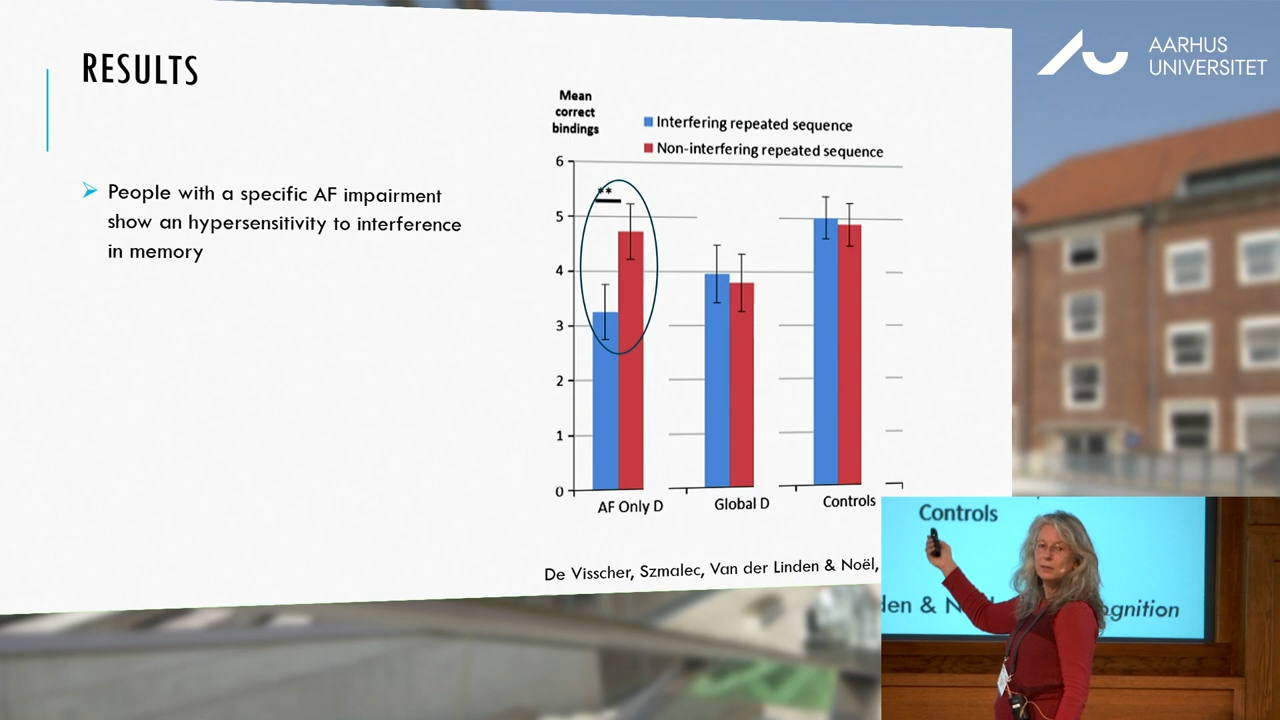 RESULTS
People with a specific AF impairment
show an hypersensitivity to interference
in memory
Mean
correct
bindings
Interfering repeated sequence
Non-interfering repeated sequence
6
5
4
3
2
1
0
**
AF Only D
Global D
Controls
De Visscher, Szmalec, Van der Linden & Noël,
AARHUS
UNIVERSITET
Controls